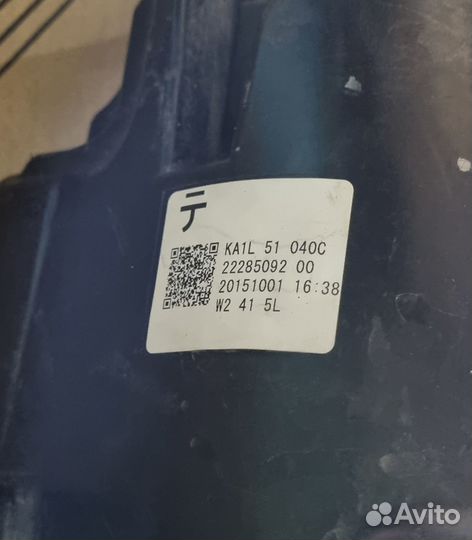 テ
KA1L 51 040C
22285092 00
20151001 16:38
W2 41 5L
Avito